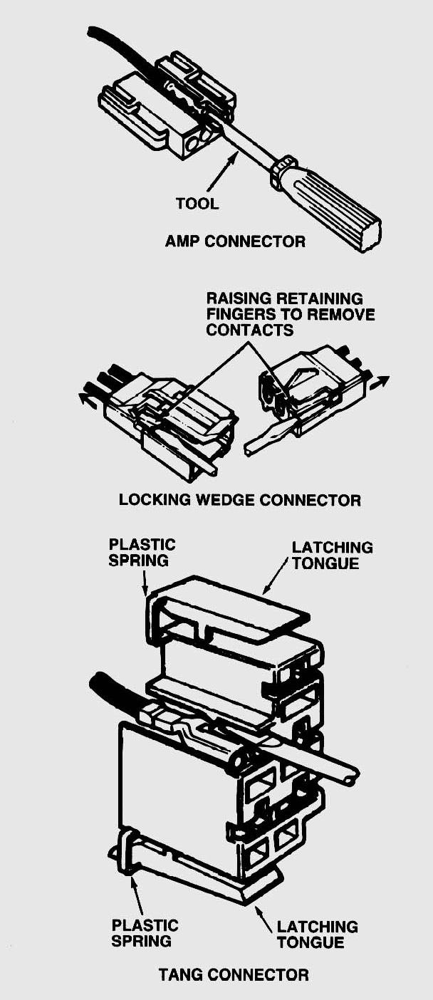 TOOL
AMP CONNECTOR
RAISING RETAINING
FINGERS TO REMOVE
CONTACTS
LOCKING WEDGE CONNECTOR
PLASTIC
SPRING
LATCHING
TONGUE
PLASTIC
SPRING
LATCHING
TONGUE
TANG CONNECTOR